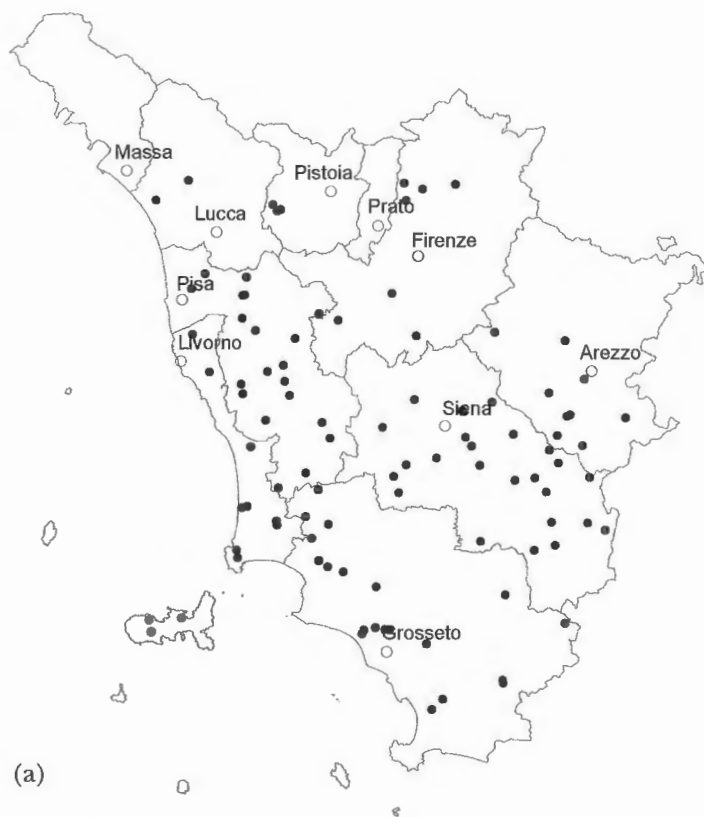 Massa
Pistoia
Lucca
Prato
Firenze
Pisa
Livorno
Arezzo
Siena
Grosseto
(a)